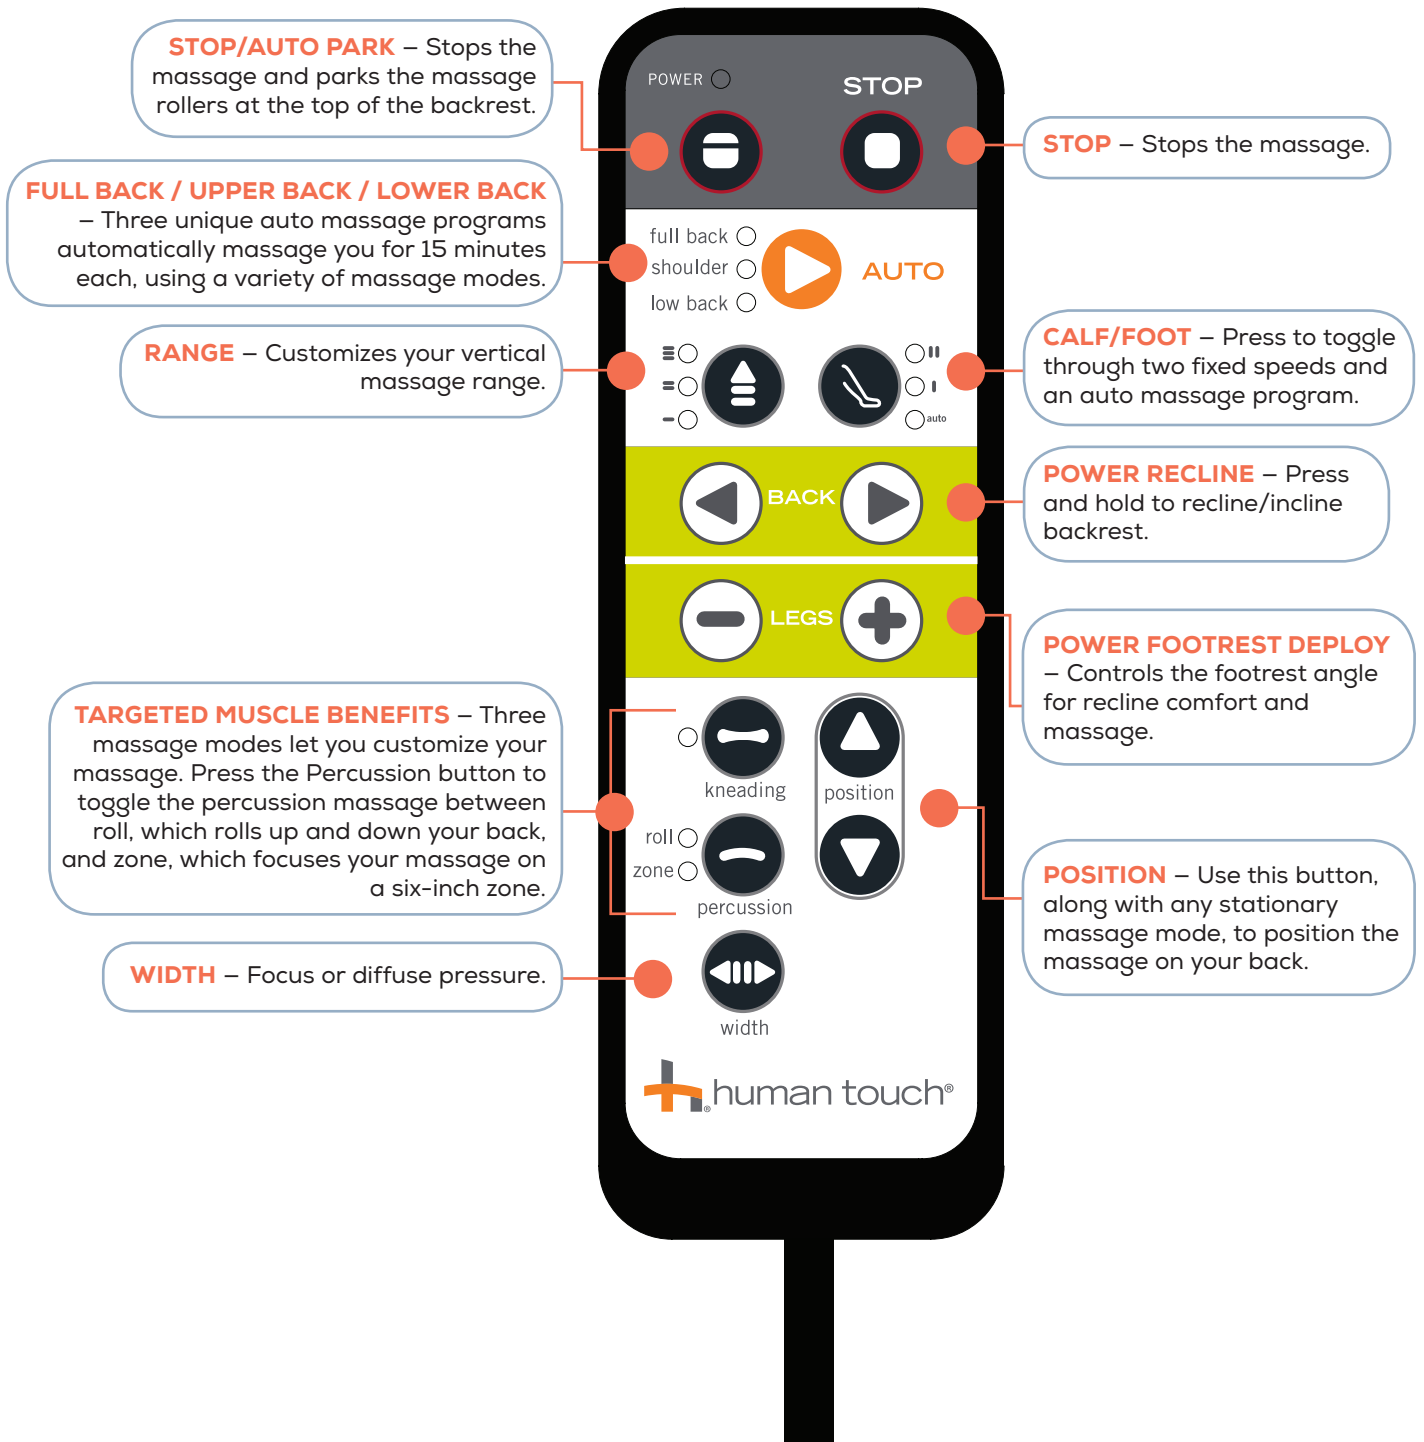 STOP/AUTO PARK – Stops the
massage and parks the massage
rollers at the top of the backrest.
FULL BACK / UPPER BACK / LOWER BACK
– Three unique auto massage programs
automatically massage you for 15 minutes
each, using a variety of massage modes.
RANGE – Customizes your vertical
massage range.
TARGETED MUSCLE BENEFITS – Three
massage modes let you customize your
massage. Press the Percussion button to
toggle the percussion massage between
roll, which rolls up and down your back,
and zone, which focuses your massage on
a six-inch zone.
WIDTH – Focus or diffuse pressure.
POWER
STOP
full back
shoulder
low back
AUTO
II
I
auto
BACK
LEGS
kneading
position
roll
zone
percussion
width
human touch®
®
STOP – Stops the massage.
CALF/FOOT – Press to toggle
through two fixed speeds and
an auto massage program.
POWER RECLINE – Press
and hold to recline/incline
backrest.
POWER FOOTREST DEPLOY
– Controls the footrest angle
for recline comfort and
massage.
POSITION – Use this button,
along with any stationary
massage mode, to position the
massage on your back.